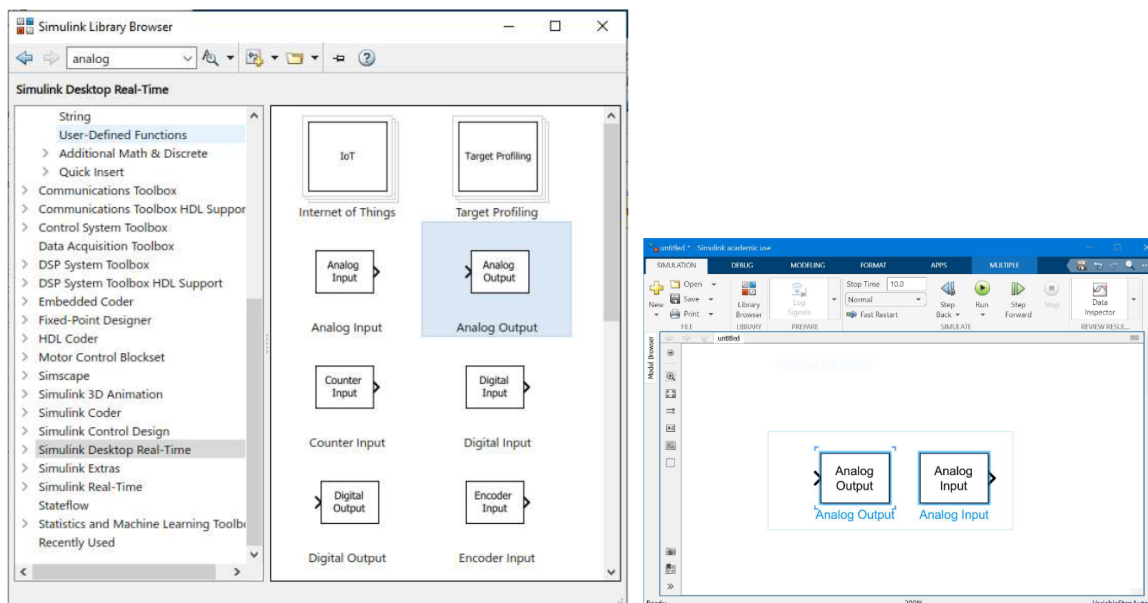 Simulink Library Browser
analog
Simulink Desktop Real-Time
String
User-Defined Functions
Additional Math & Discrete
Quick Insert
Communications Toolbox
Communications Toolbox HDL Suppor
Control System Toolbox
Data Acquisition Toolbox
DSP System Toolbox
DSP System Toolbox HDL Support
Embedded Coder
Fixed-Point Designer
HDL Coder
Motor Control Blockset
Simscape
Simulink 3D Animation
Simulink Coder
Simulink Control Design
Simulink Desktop Real-Time
Simulink Extras
Simulink Real-Time
Stateflow
Statistics and Machine Learning Toolb
Recently Used
IoT
Internet of Things
Target Profiling
Target Profiling
Analog
Input
Analog Input
Analog
Output
Analog Output
Counter
Input
Counter Input
Digital
Input
Digital Input
Digital
Output
Digital Output
Encoder
Input
Encoder Input
untitled * - Simulink academic use
SIMULATION DEBUG MODELING FORMAT APPS MULTIPLE
New
Open
Save
Print
FILE
Library
Browser
LIBRARY
Log
Signals
PREPARE
Stop Time 10.0
Normal
Fast Restart
Step
Back
Run
Step
Forward
Stop
SIMULATE
Data
Inspector
REVIEW RESUL...
Model Browser
untitled
Analog
Output
Analog Output
Analog
Input
Analog Input
Ready
200%
VariableStepAuto